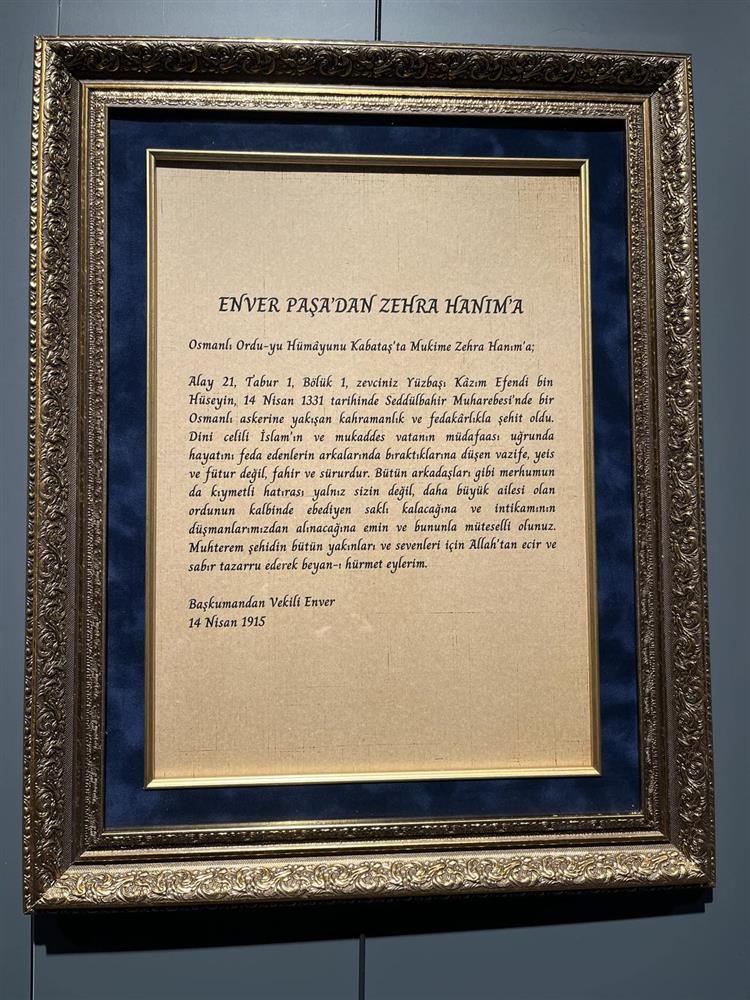 ENVER PAŞA'DAN ZEHRA HANIM'A
Osmanlı Ordu-yu Hümâyunu Kabataş'ta Mukime Zehra Hanım'a;
Alay 21, Tabur 1, Bölük 1, zevciniz Yüzbaşı Kâzım Efendi bin
Hüseyin, 14 Nisan 1331 tarihinde Seddülbahir Muharebesi'nde bir
Osmanlı askerine yakışan kahramanlık ve fedakârlıkla şehit oldu.
Dini celili İslam'ın ve mukaddes vatanın müdafaası uğrunda
hayatını feda edenlerin arkalarında bıraktıklarına düşen vazife, yeis
ve fütur değil, fahir ve sürurdur. Bütün arkadaşları gibi merhumun
da kıymetli hatırası yalnız sizin değil, daha büyük ailesi olan
ordunun kalbinde ebediyen saklı kalacağına ve intikamının
düşmanlarımızdan alınacağına emin ve bununla müteselli olunuz.
Muhterem şehidin bütün yakınları ve sevenleri için Allah'tan ecir ve
sabır tazarru ederek beyan-ı hürmet eylerim.
Başkumandan Vekili Enver
14 Nisan 1915